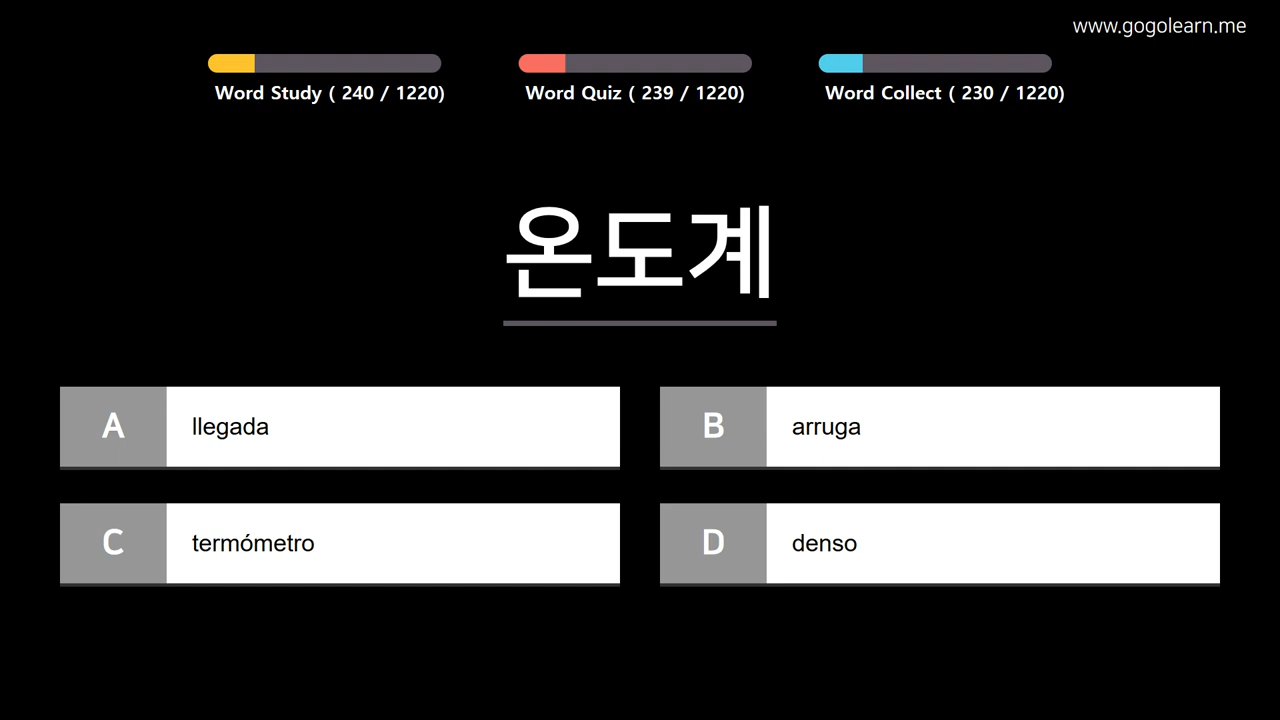 www.gogolearn.me
Word Study ( 240 / 1220)
Word Quiz ( 239 / 1220)
Word Collect ( 230 / 1220)
온도계
A llegada
B arruga
C termómetro
D denso